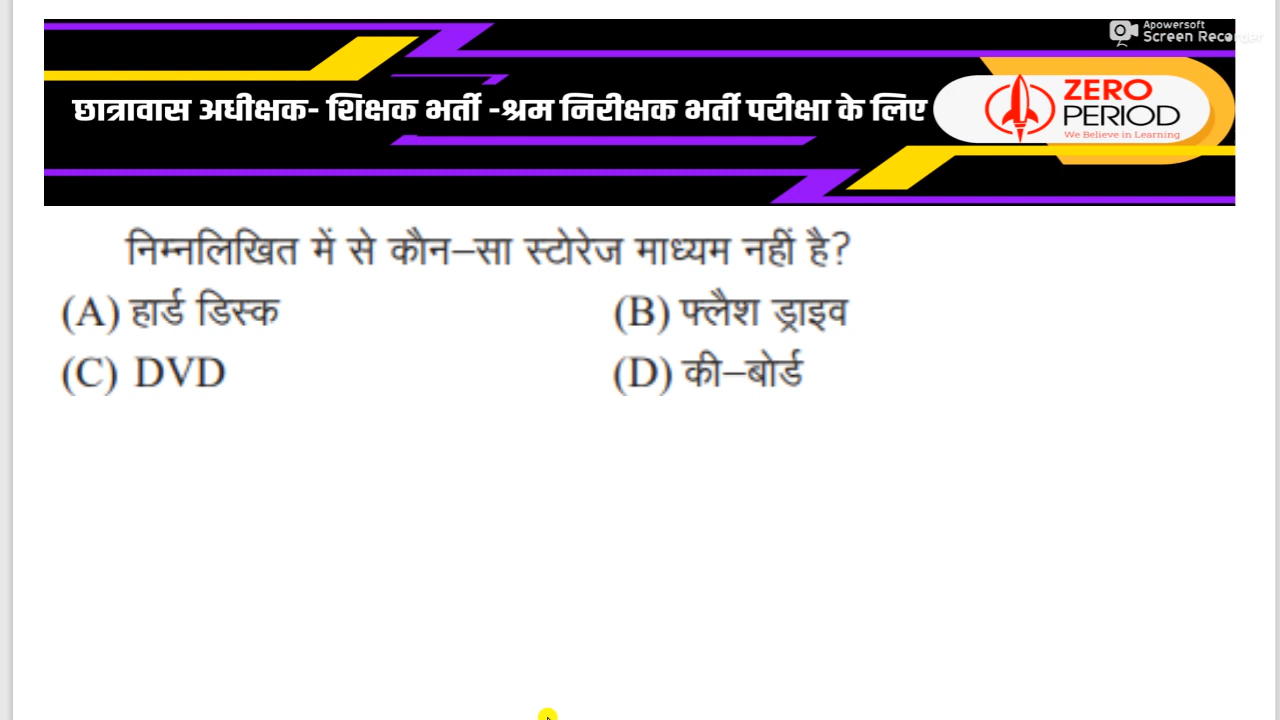 Apowersoft
Screen Recorder
छात्रावास अधीक्षक- शिक्षक भर्ती -श्रम निरीक्षक भर्ती परीक्षा के लिए
ZERO
PERIOD
We Believe in Learning
निम्नलिखित में से कौन–सा स्टोरेज माध्यम नहीं है?
(A) हार्ड डिस्क (B) फ्लैश ड्राइव
(C) DVD (D) की–बोर्ड